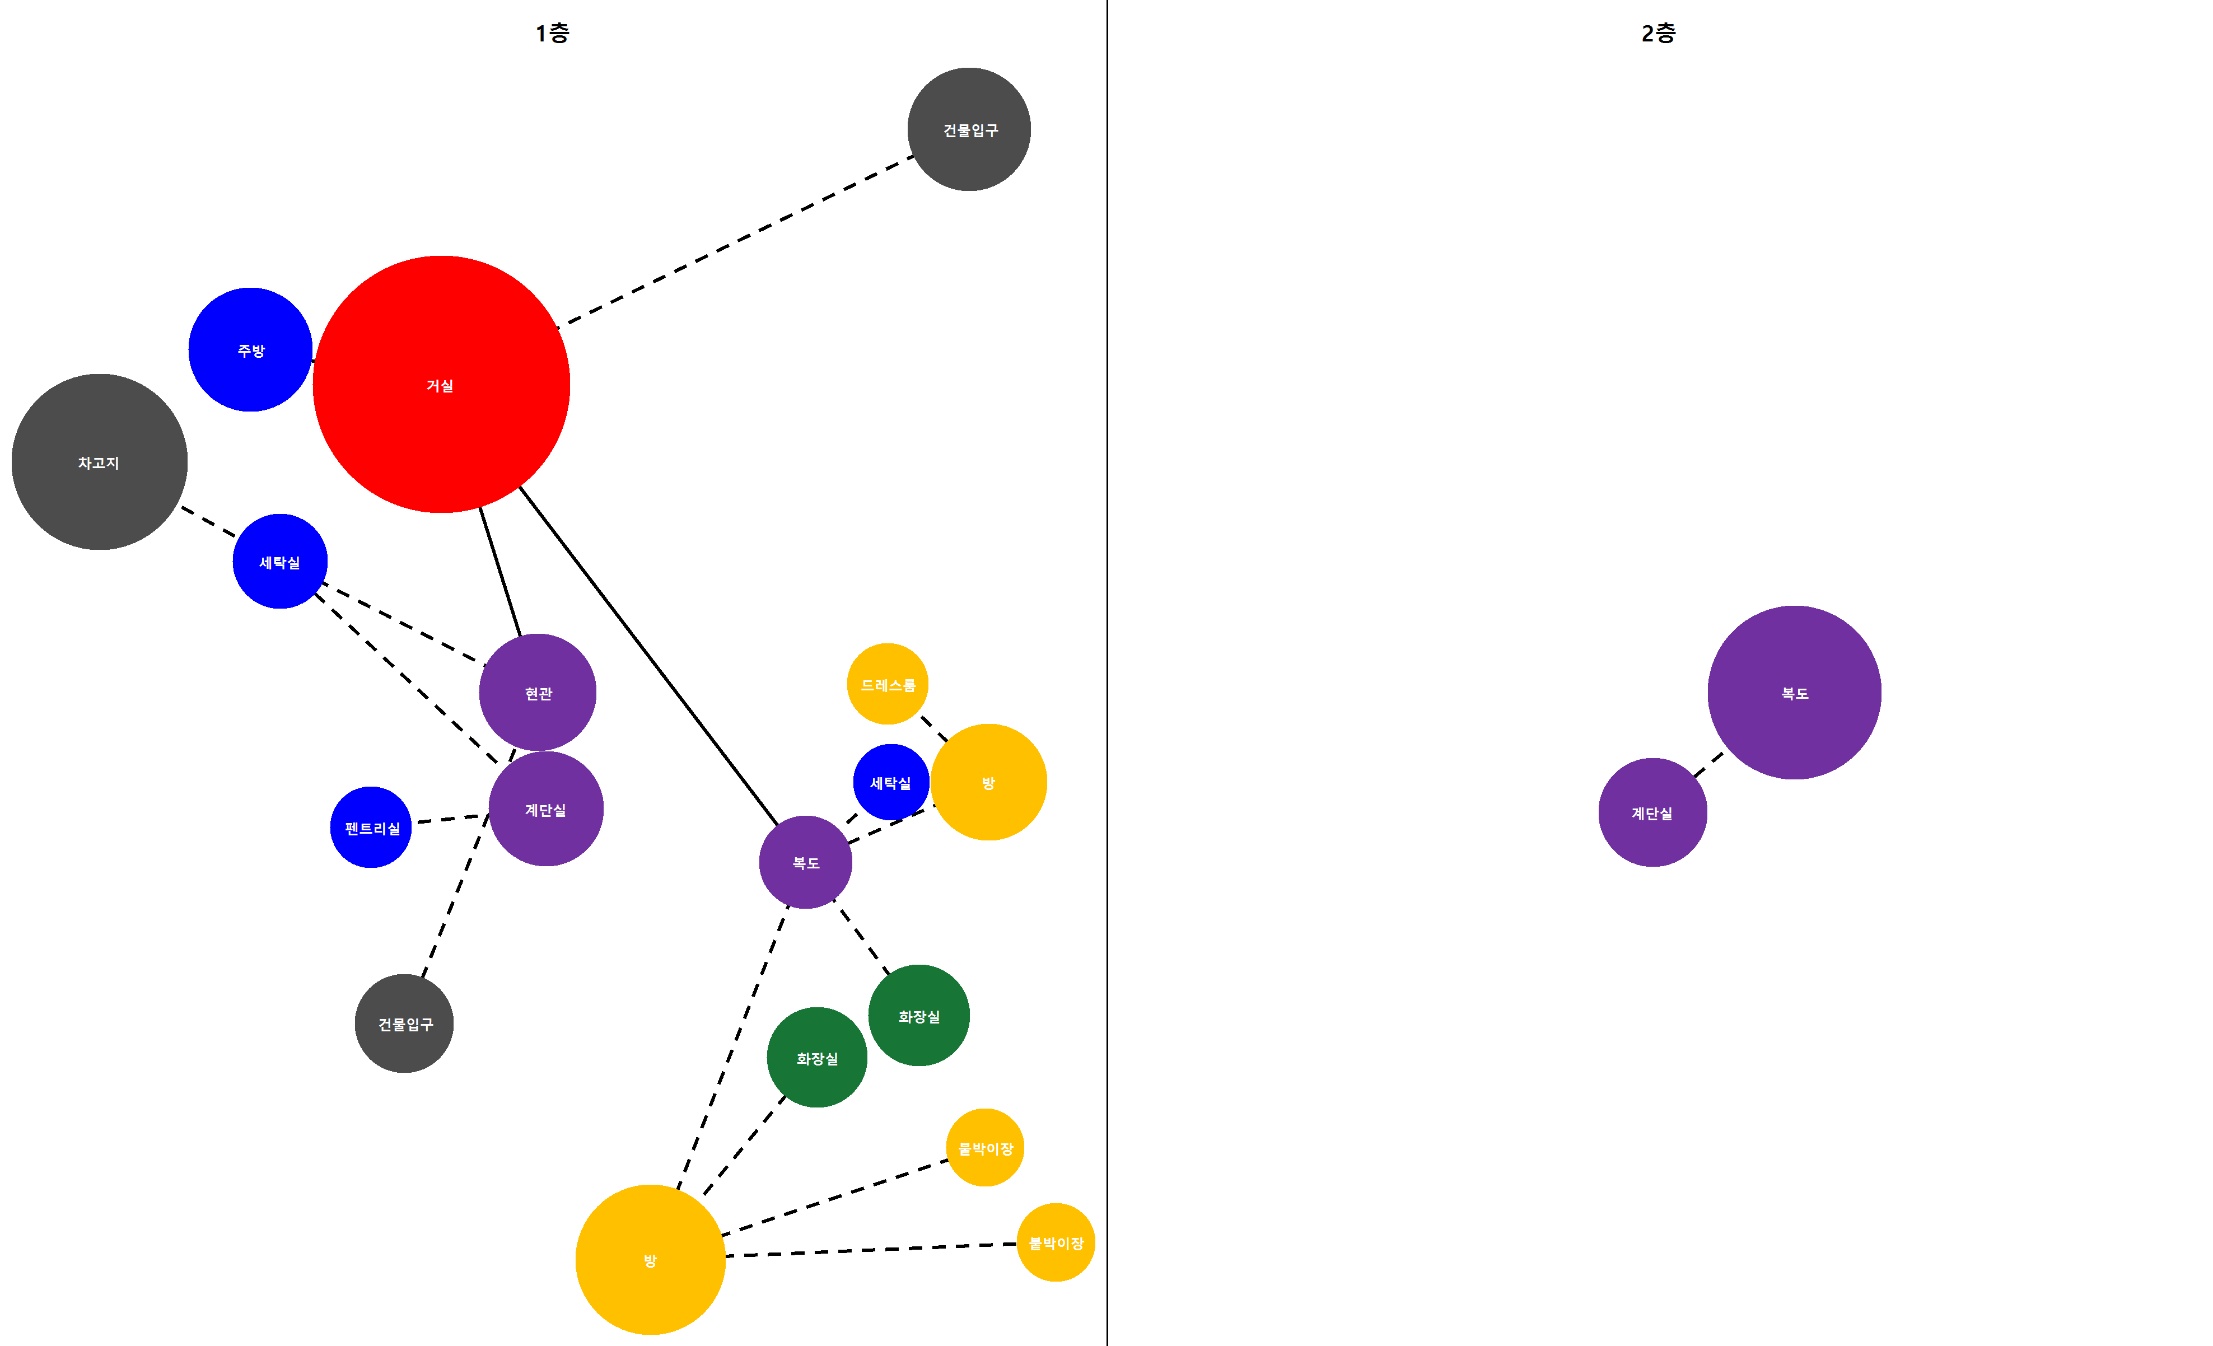 1층
2층
건물입구
주방
거실
차고지
세탁실
현관
드레스룸
복도
세탁실
방
계단실
펜트리실
복도
계단실
화장실
건물입구
화장실
붙박이장
붙박이장
방